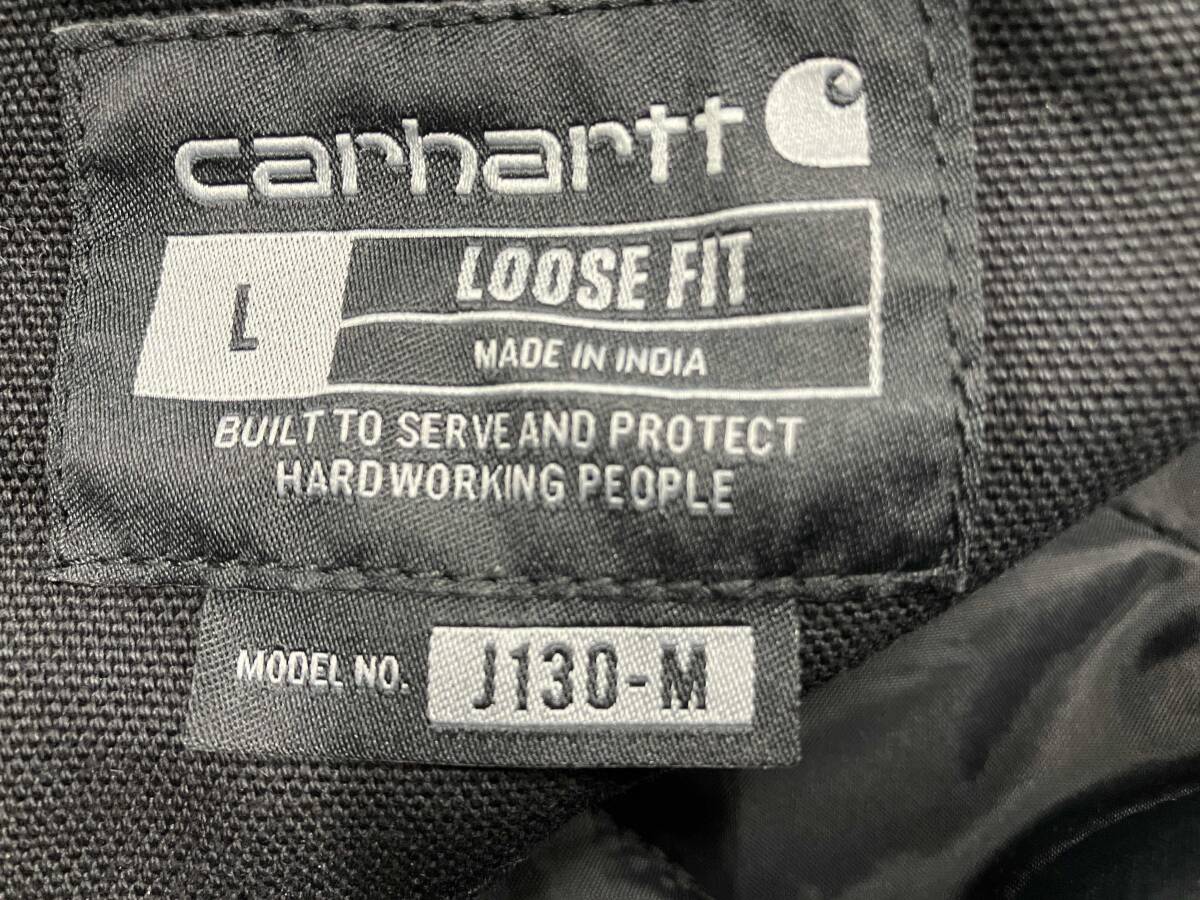 carhartt
L
LOOSE FIT
MADE IN INDIA
BUILT TO SERVE AND PROTECT
HARDWORKING PEOPLE
MODEL NO. J130-M